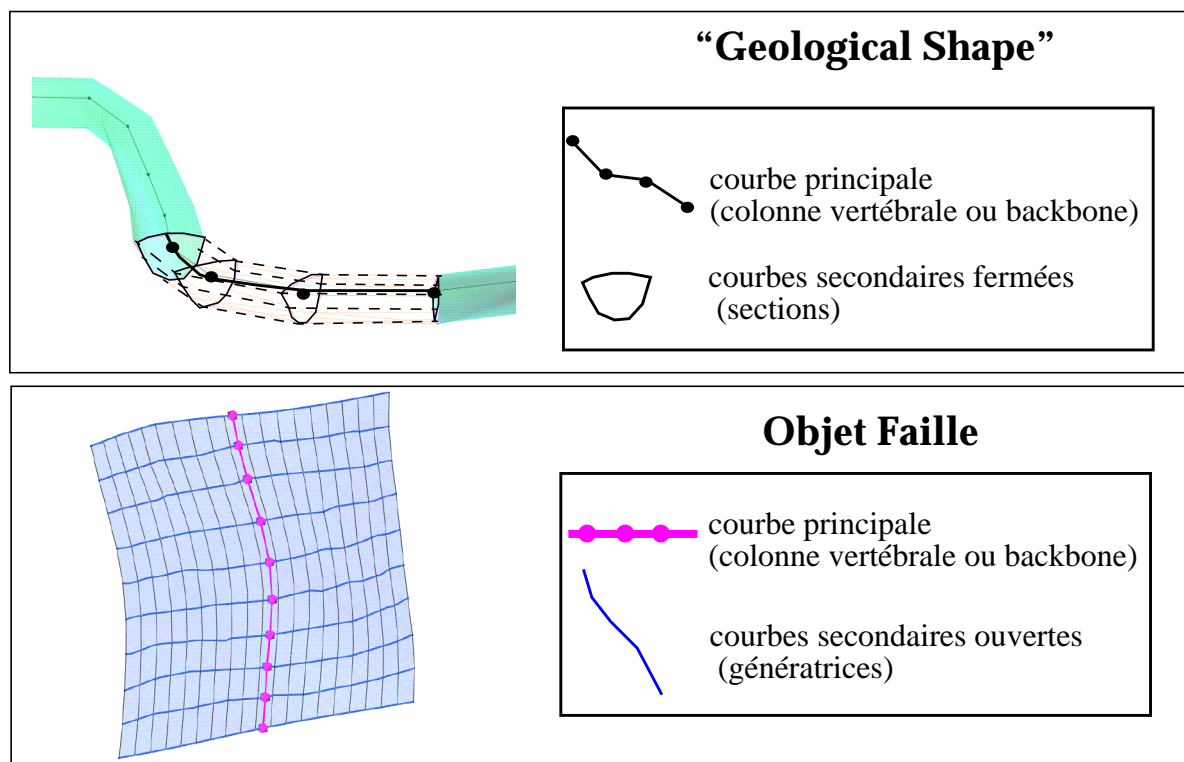 “Geological Shape”
courbe principale
(colonne vertébrale ou backbone)
courbes secondaires fermées
(sections)
Objet Faille
courbe principale
(colonne vertébrale ou backbone)
courbes secondaires ouvertes
(génératrices)